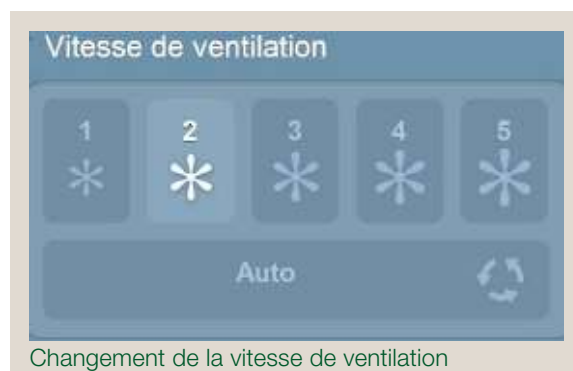 Vitesse de ventilation
1 2 3 4 5
Auto
Changement de la vitesse de ventilation